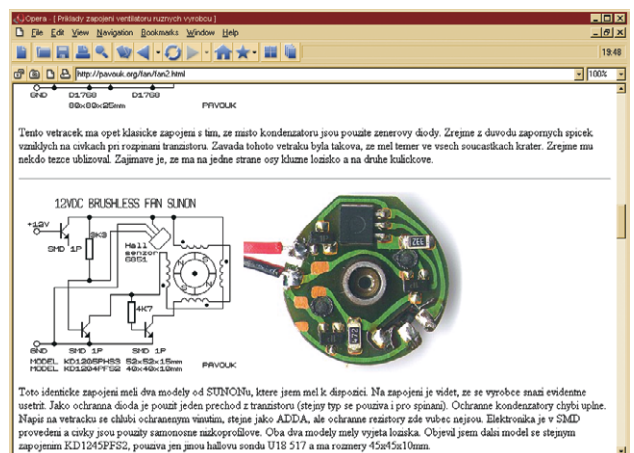 Opera - [ Priklady zapojeni ventilatoru ruznych vyrobcu ]
File Edit View Navigation Bookmarks Window Help
19:48
http://pavouk.org/fan/fan2.html 100%
GND D1768 D1768
80x80x25mm PAVOUK
Tento vetracek ma opet klasicke zapojeni s tim, ze misto kondenzatoru jsou pouzite zenerovy diody. Zrejme z duvodu zapornych spicek
vzniklych na civkach pri rozpinani tranzistoru. Zavada tohoto vetraku byla takova, ze mel temer ve vsech soucastkach krater. Zrejme mu
nekdo tezce ublizoval. Zajimave je, ze ma na jedne strane osy kluzne lozisko a na druhe kulickove.
12VDC BRUSHLESS FAN SUNON
+12V
SMD 1P
Hall
senzor
6851
N S
4K7
332
472
GND SMD 1P SMD 1P
MODEL KD1205PHS3 52x52x15mm
MODEL KD1204PFS2 40x40x10mm PAVOUK
Toto identicke zapojeni meli dva modely od SUNONu, ktere jsem mel k dispozici. Na zapojeni je videt, ze se vyrobce snazi evidentne
usetrit. Jako ochranna dioda je pouzit jeden prechod z tranzistoru (stejny typ se pouziva i pro spinani). Ochranne kondenzatory chybi uplne.
Napis na vetracku se chlubi ochranenym vinutim, stejne jako ADDA, ale ochranne rezistory zde vubec nejsou. Elektronika je v SMD
provedeni a civky jsou pouzity samonosne nizkoprofilove. Oba dva modely mely vyjeta loziska. Objevil jsem dalsi model se stejnym
zapojenim KD1245PFS2, pouziva jen jinou hallovu sondu U18 517 a ma rozmery 45x45x10mm.